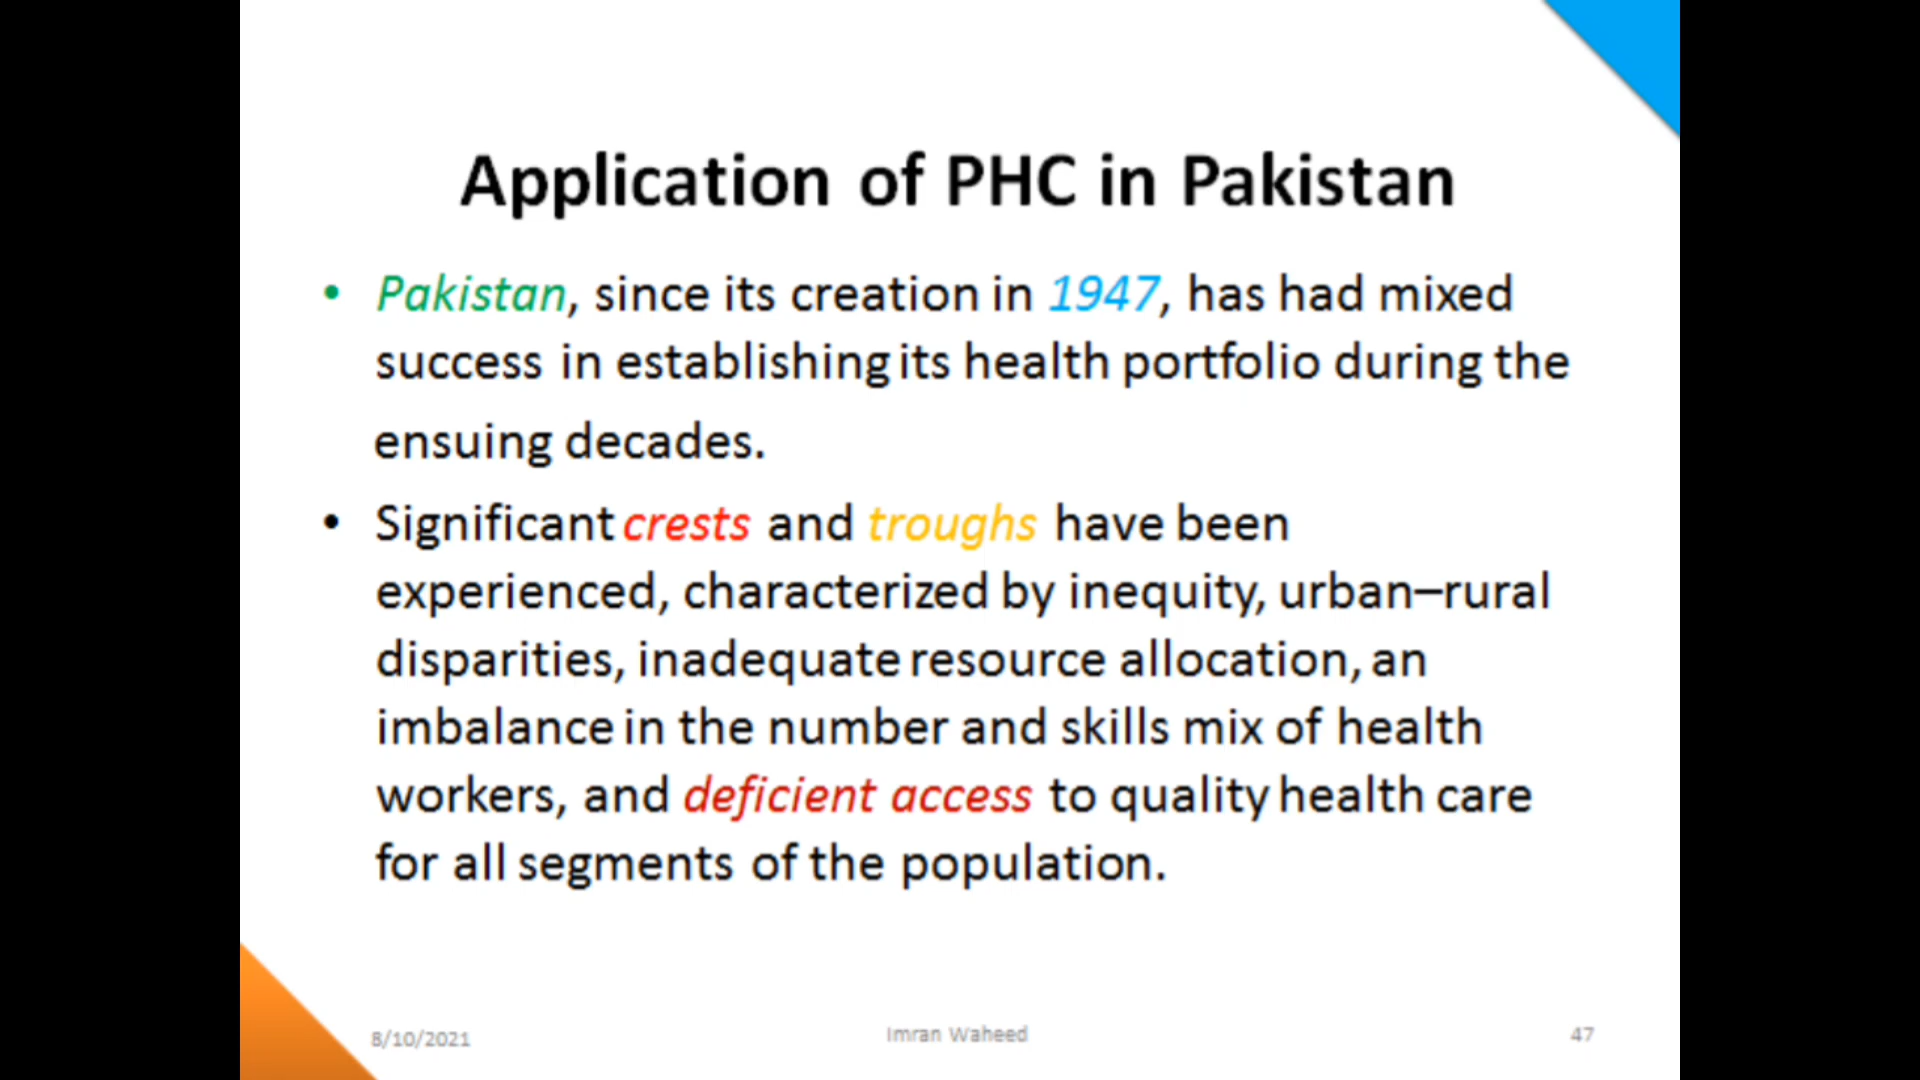 Application of PHC in Pakistan
• Pakistan, since its creation in 1947, has had mixed
success in establishing its health portfolio during the
ensuing decades.
• Significant crests and troughs have been
experienced, characterized by inequity, urban–rural
disparities, inadequate resource allocation, an
imbalance in the number and skills mix of health
workers, and deficient access to quality health care
for all segments of the population.
8/10/2021
Imran Waheed
47